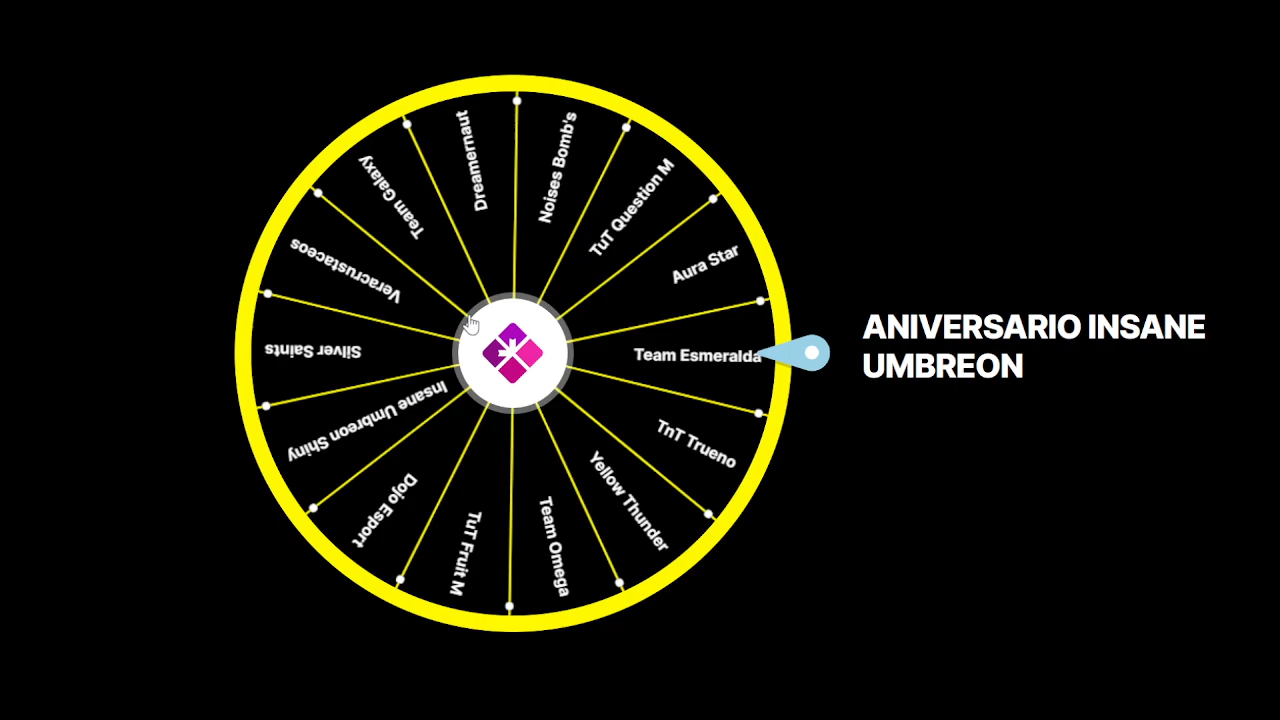 Dreamernaut
Noises Bomb's
TuT Question M
Aura Star
Team Esmeralda
TnT Trueno
Yellow Thunder
Team Omega
TuT Fruit M
Dojo Esport
Insane Umbreon Shiny
Silver Saints
Veracrustaceos
Team Galaxy
ANIVERSARIO INSANE
UMBREON